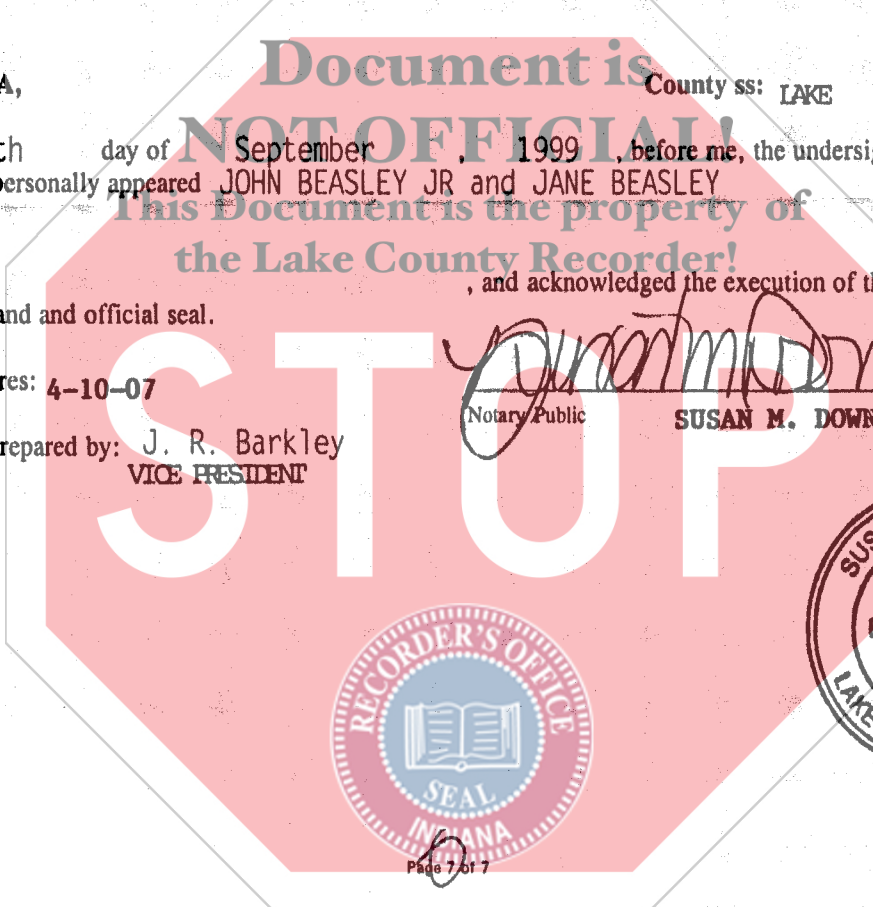 Document is
A, County ss: LAKE
th day of September , 1999 , before me, the undersig
NOT OFFICIAL!
personally appeared JOHN BEASLEY JR and JANE BEASLEY
This Document is the property of
the Lake County Recorder!
, and acknowledged the execution of th
and and official seal.
res: 4-10-07
Notary Public SUSAN M. DOWN
repared by: J. R. Barkley
VICE PRESIDENT
STOP
SUS
LAKE
RECORDER'S OFFICE
SEAL
INDIANA
Page 7 of 7